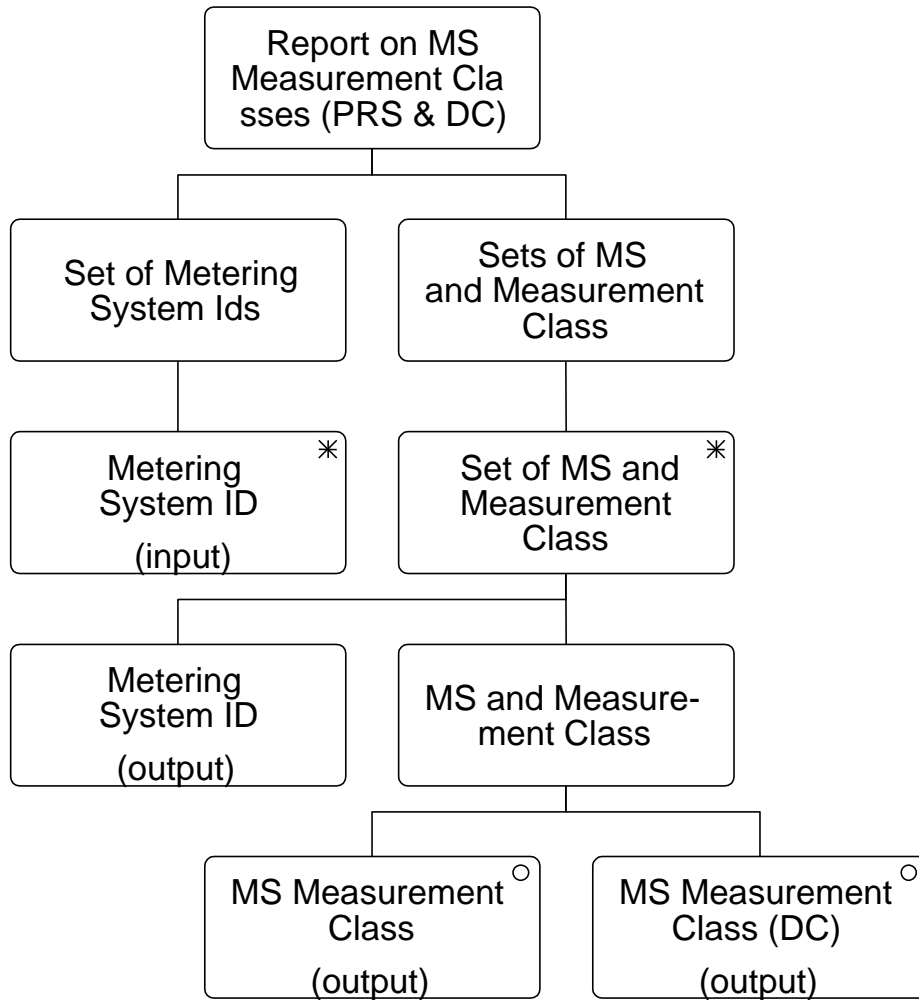 Report on MS
Measurement Cla
sses (PRS & DC)
Set of Metering
System Ids
Sets of MS
and Measurement
Class
Metering
System ID
(input)
Set of MS and
Measurement
Class
Metering
System ID
(output)
MS and Measure-
ment Class
MS Measurement
Class
(output)
MS Measurement
Class (DC)
(output)